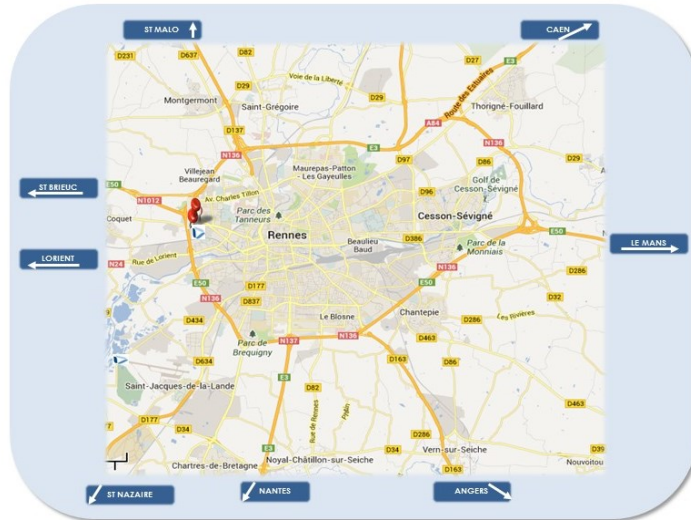 ST MALO
CAEN
D231
D637
D82
D27
E3
Voie de la Liberté
Route des Estuaires
Montgermont
Saint-Grégoire
D29
D29
Thorigné-Fouillard
D137
A84
N136
E3
N136
D97
D86
D29
Villejean
Beauregard
Maurepas-Patton
- Les Gayeulles
Golf de
Cesson-Sévigné
ST BRIEUC
E50
N1012
Av. Charles Tillon
D96
Coquet
Parc des
Tanneurs
Cesson-Sévigné
Rennes
Beaulieu
Baud
D386
E50
Parc de la
Monniais
LE MANS
LORIENT
N24
Rue de Lorient
N136
D286
E50
D177
E50
N136
D837
D32
D434
Le Blosne
Chantepie
D286
Les Rivières
Parc de
Brequigny
N137
N136
D463
D634
D163
D86
E3
Saint-Jacques-de-la-Lande
D82
Rue de Rennes
D463
D177
D34
D286
E3
D34
Vern-sur-Seiche
D39
Chartres-de-Bretagne
Noyal-Châtillon-sur-Seiche
D163
Nouvoitou
ST NAZAIRE
NANTES
ANGERS